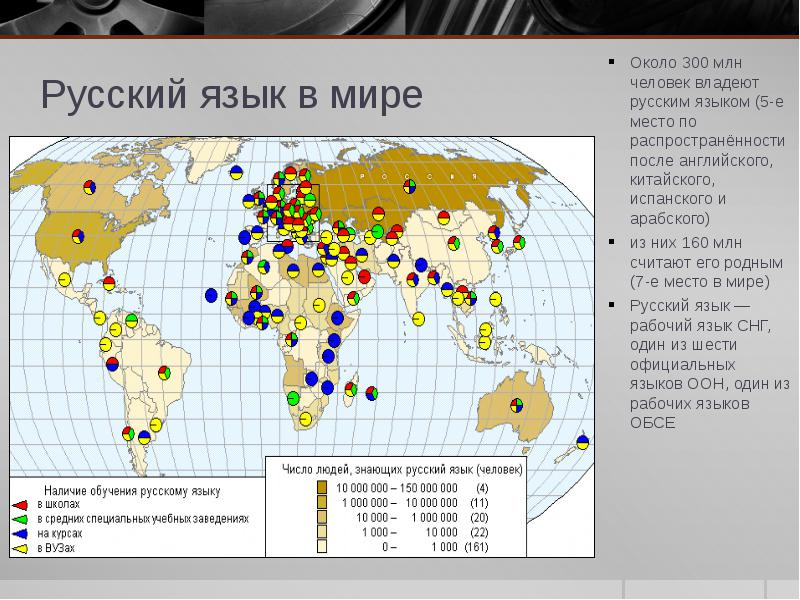 Русский язык в мире
Около 300 млн
человек владеют
русским языком (5-е
место по
распространённости
после английского,
китайского,
испанского и
арабского)
из них 160 млн
считают его родным
(7-е место в мире)
Русский язык —
рабочий язык СНГ,
один из шести
официальных
языков ООН, один из
рабочих языков
ОБСЕ
Р О С С И Я
Наличие обучения русскому языку
в школах
в средних специальных учебных заведениях
на курсах
в ВУЗах
Число людей, знающих русский язык (человек)
10 000 000 – 150 000 000 (4)
1 000 000 – 10 000 000 (11)
10 000 – 1 000 000 (20)
1 000 – 10 000 (22)
0 – 1 000 (161)